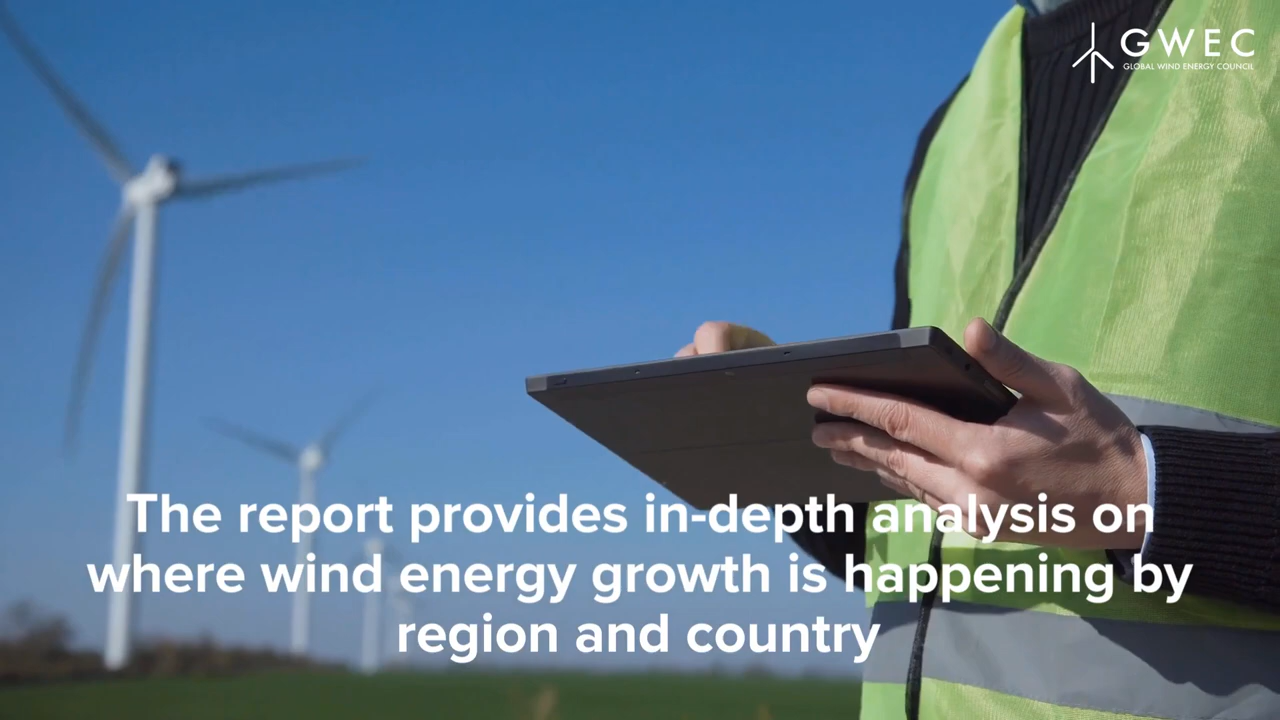 GWEC
GLOBAL WIND ENERGY COUNCIL
The report provides in-depth analysis on
where wind energy growth is happening by
region and country